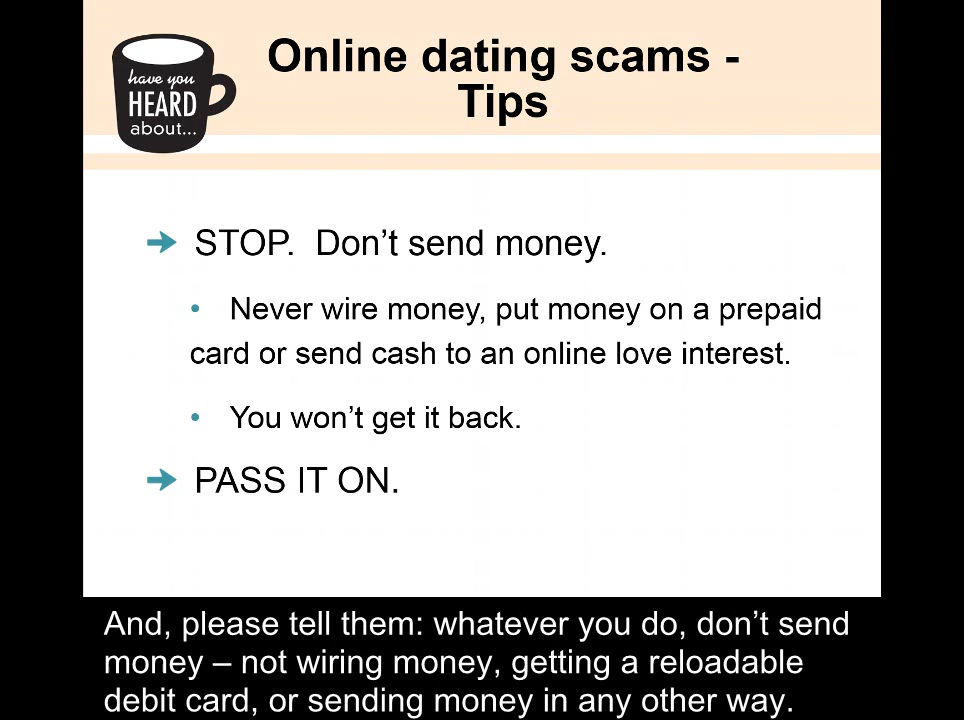 have you
HEARD
about...
Online dating scams -
Tips
STOP.  Don’t send money.
• Never wire money, put money on a prepaid
card or send cash to an online love interest.
• You won’t get it back.
PASS IT ON.
And, please tell them: whatever you do, don’t send
money – not wiring money, getting a reloadable
debit card, or sending money in any other way.